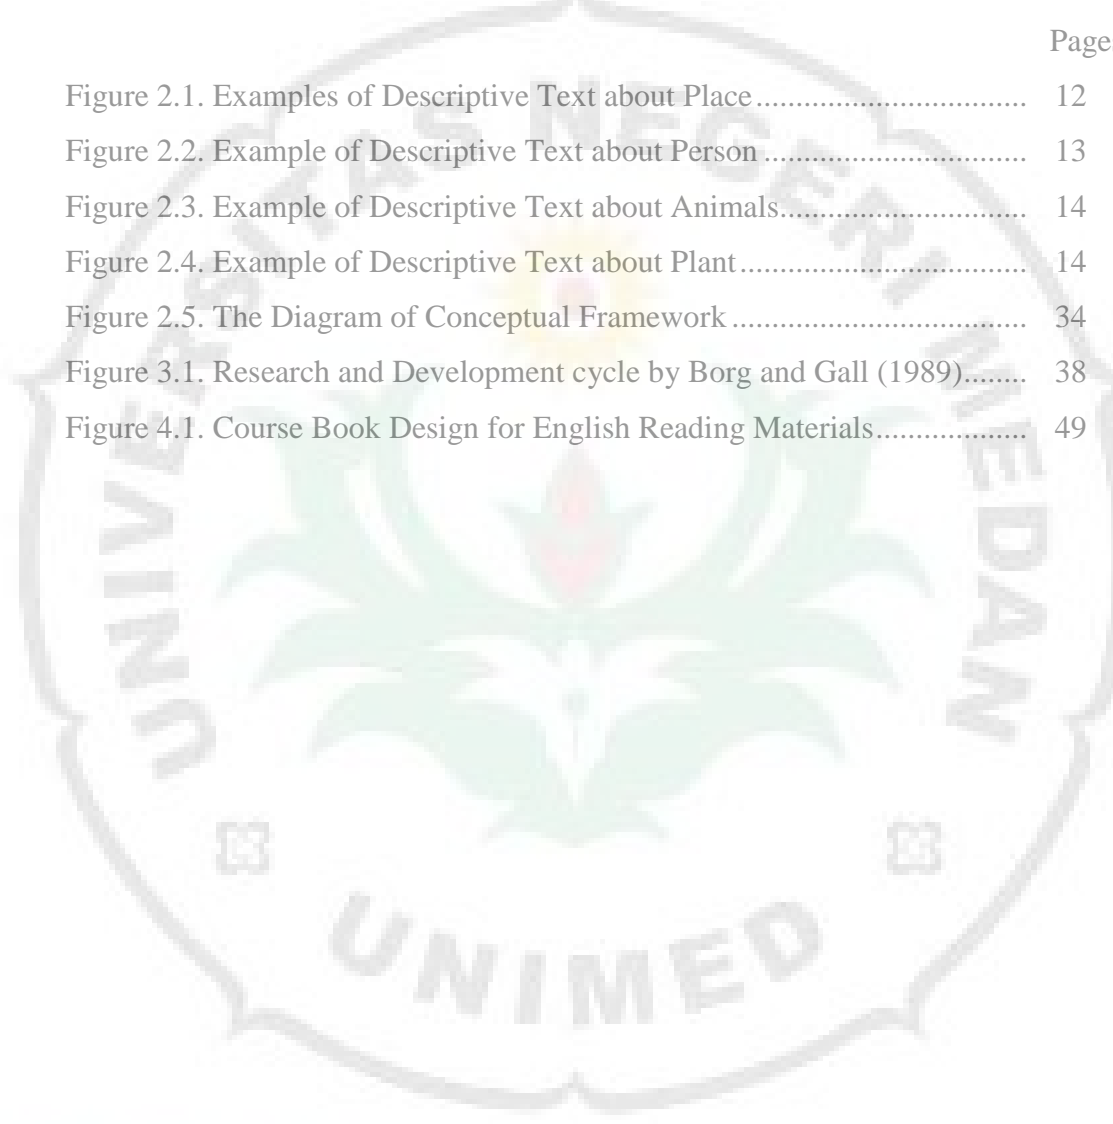 Page
Figure 2.1. Examples of Descriptive Text about Place ................................ 12
Figure 2.2. Example of Descriptive Text about Person ............................... 13
Figure 2.3. Example of Descriptive Text about Animals............................. 14
Figure 2.4. Example of Descriptive Text about Plant .................................. 14
Figure 2.5. The Diagram of Conceptual Framework ................................... 34
Figure 3.1. Research and Development cycle by Borg and Gall (1989)........ 38
Figure 4.1. Course Book Design for English Reading Materials.................. 49
UNIVERSITAS NEGERI MEDAN
UNIMED